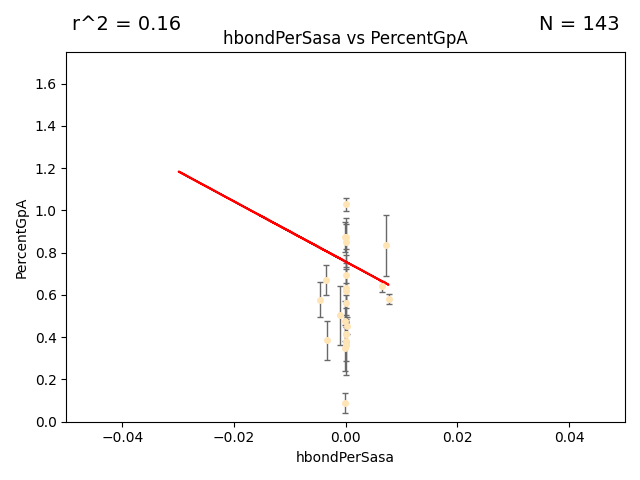 r^2 = 0.16
N = 143
hbondPerSasa vs PercentGpA
1.6
1.4
1.2
1.0
0.8
0.6
0.4
0.2
0.0
PercentGpA
−0.04
−0.02
0.00
0.02
0.04
hbondPerSasa